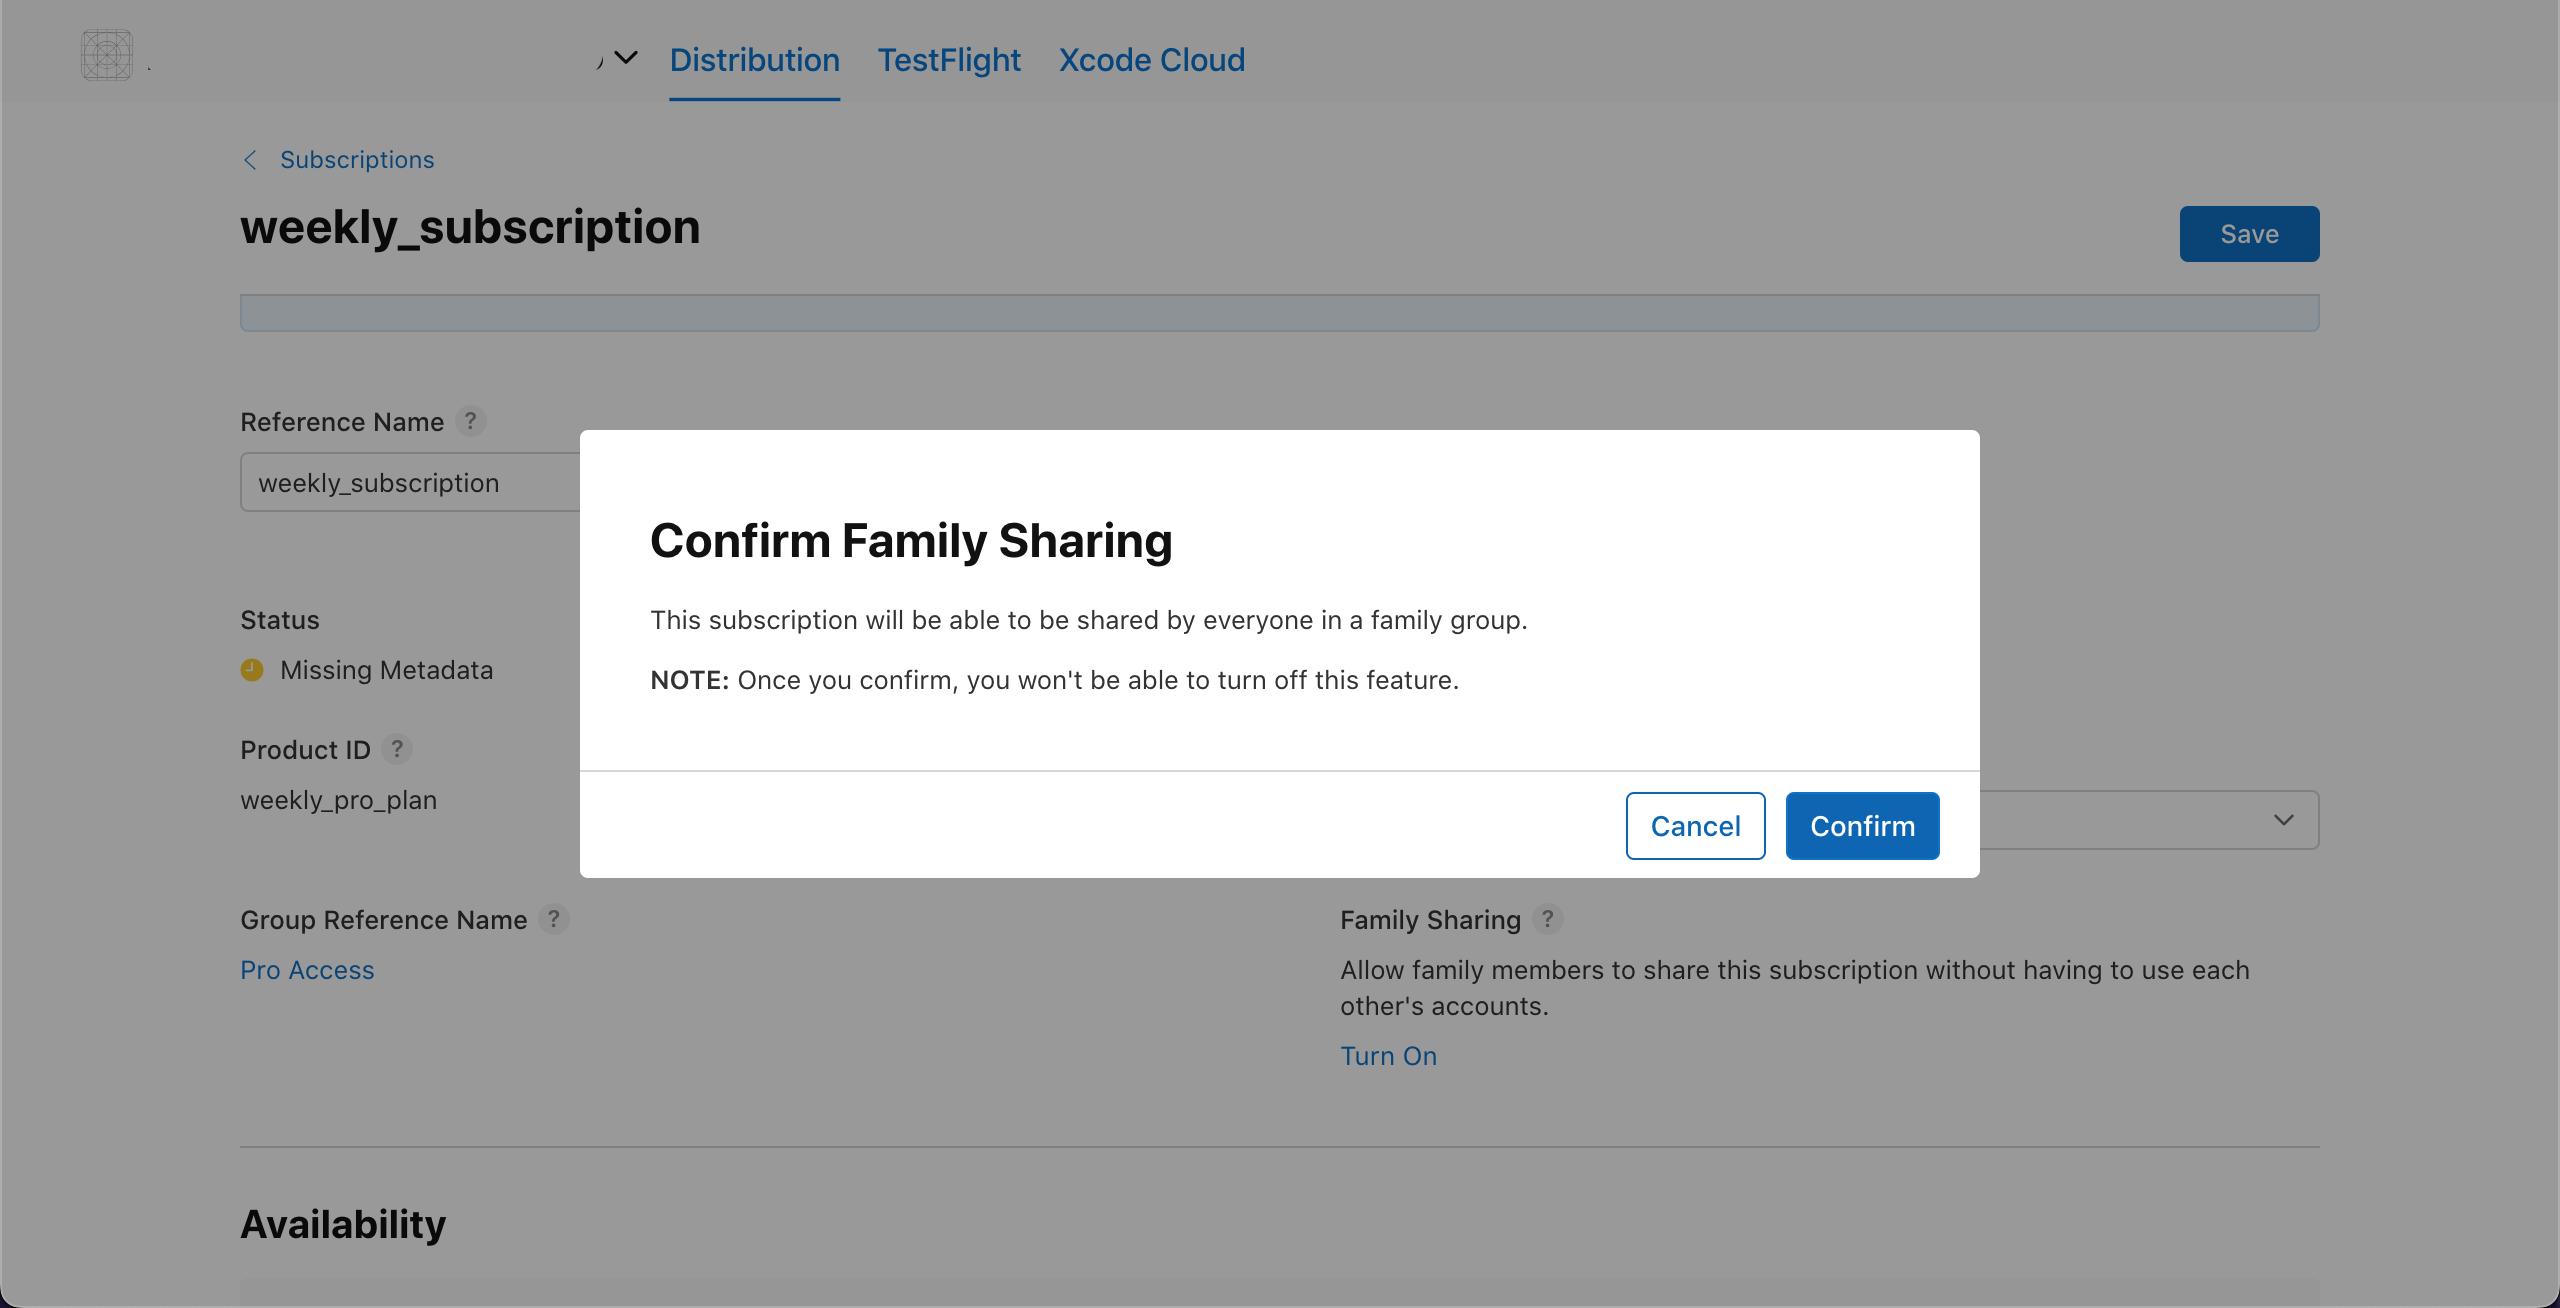 Distribution TestFlight Xcode Cloud
Subscriptions
weekly_subscription
Save
Reference Name ?
weekly_subscription
Confirm Family Sharing
This subscription will be able to be shared by everyone in a family group.
NOTE: Once you confirm, you won't be able to turn off this feature.
Cancel Confirm
Status
Missing Metadata
Product ID ?
weekly_pro_plan
Group Reference Name ?
Pro Access
Family Sharing ?
Allow family members to share this subscription without having to use each
other's accounts.
Turn On
Availability